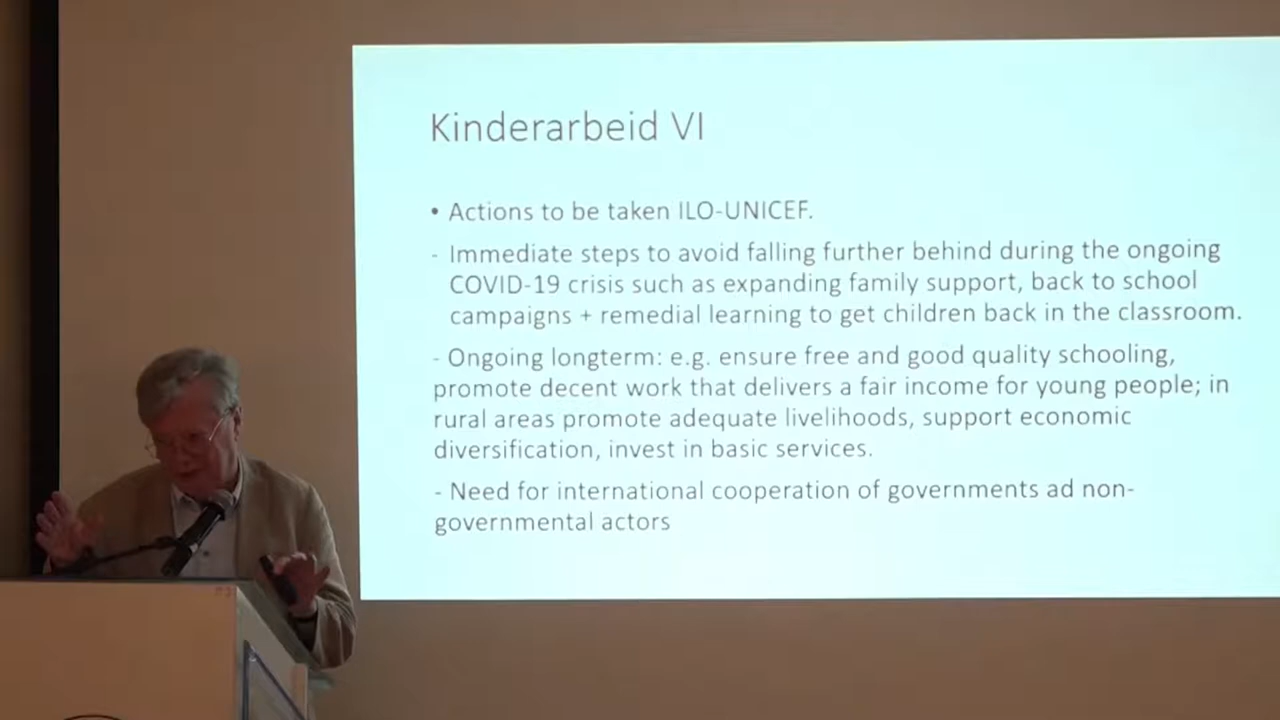 Kinderarbeid VI
• Actions to be taken ILO-UNICEF.
- Immediate steps to avoid falling further behind during the ongoing
COVID-19 crisis such as expanding family support, back to school
campaigns + remedial learning to get children back in the classroom.
- Ongoing longterm: e.g. ensure free and good quality schooling,
promote decent work that delivers a fair income for young people; in
rural areas promote adequate livelihoods, support economic
diversification, invest in basic services.
- Need for international cooperation of governments ad non-
governmental actors